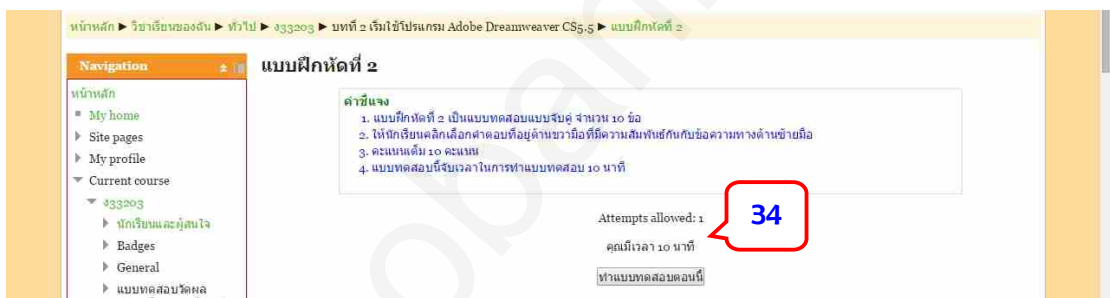 หน้าหลัก ► วิชาเรียนของฉัน ► ทั่วไป ► ง33203 ► บทที่ 2 เริ่มใช้โปรแกรม Adobe Dreamweaver CS5.5 ► แบบฝึกหัดที่ 2
Navigation
แบบฝึกหัดที่ 2
หน้าหลัก
My home
Site pages
My profile
Current course
ง33203
นักเรียนและผู้สนใจ
Badges
General
แบบทดสอบวัดผล
คำชี้แจง
1. แบบฝึกหัดที่ 2 เป็นแบบทดสอบแบบจับคู่ จำนวน 10 ข้อ
2. ให้นักเรียนคลิกเลือกคำตอบที่อยู่ด้านขวามือที่มีความสัมพันธ์กันกับข้อความทางด้านซ้ายมือ
3. คะแนนเต็ม 10 คะแนน
4. แบบทดสอบนี้จับเวลาในการทำแบบทดสอบ 10 นาที
Attempts allowed: 1
34
คุณมีเวลา 10 นาที
ทำแบบทดสอบตอนนี้